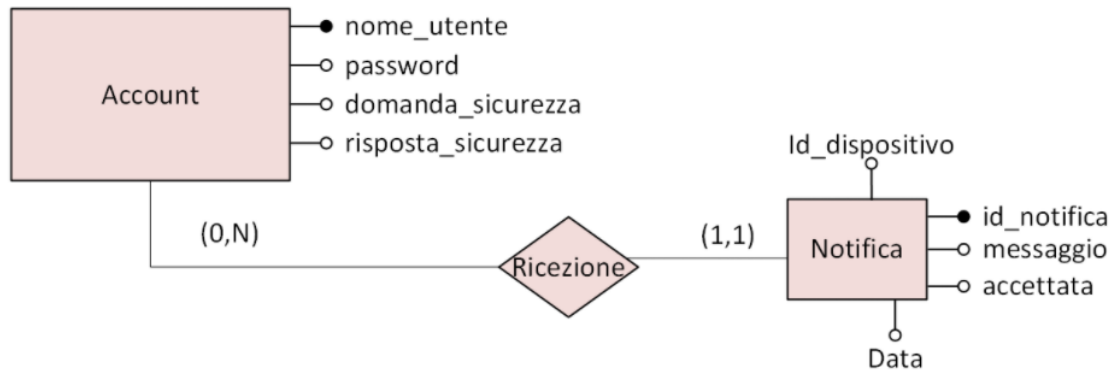 Account
nome_utente
password
domanda_sicurezza
risposta_sicurezza
(0,N)
Ricezione
(1,1)
Id_dispositivo
Notifica
id_notifica
messaggio
accettata
Data